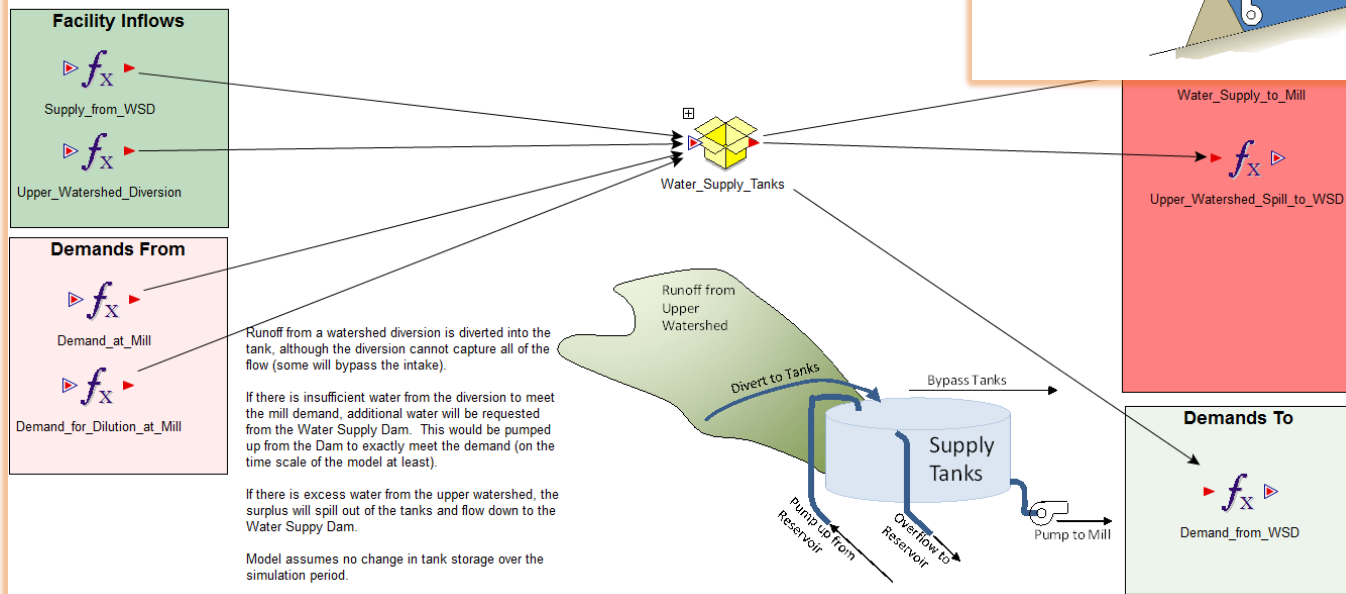 Facility Inflows
fx
Supply_from_WSD
fx
Upper_Watershed_Diversion
Demands From
fx
Demand_at_Mill
fx
Demand_for_Dilution_at_Mill
Water_Supply_Tanks
Water_Supply_to_Mill
fx
Upper_Watershed_Spill_to_WSD
Demands To
fx
Demand_from_WSD
Runoff from a watershed diversion is diverted into the
tank, although the diversion cannot capture all of the
flow (some will bypass the intake).
If there is insufficient water from the diversion to meet
the mill demand, additional water will be requested
from the Water Supply Dam.  This would be pumped
up from the Dam to exactly meet the demand (on the
time scale of the model at least).
If there is excess water from the upper watershed, the
surplus will spill out of the tanks and flow down to the
Water Suppy Dam.
Model assumes no change in tank storage over the
simulation period.
Runoff from
Upper
Watershed
Divert to Tanks
Bypass Tanks
Supply
Tanks
Pump up from
Reservoir
Overflow to
Reservoir
Pump to Mill